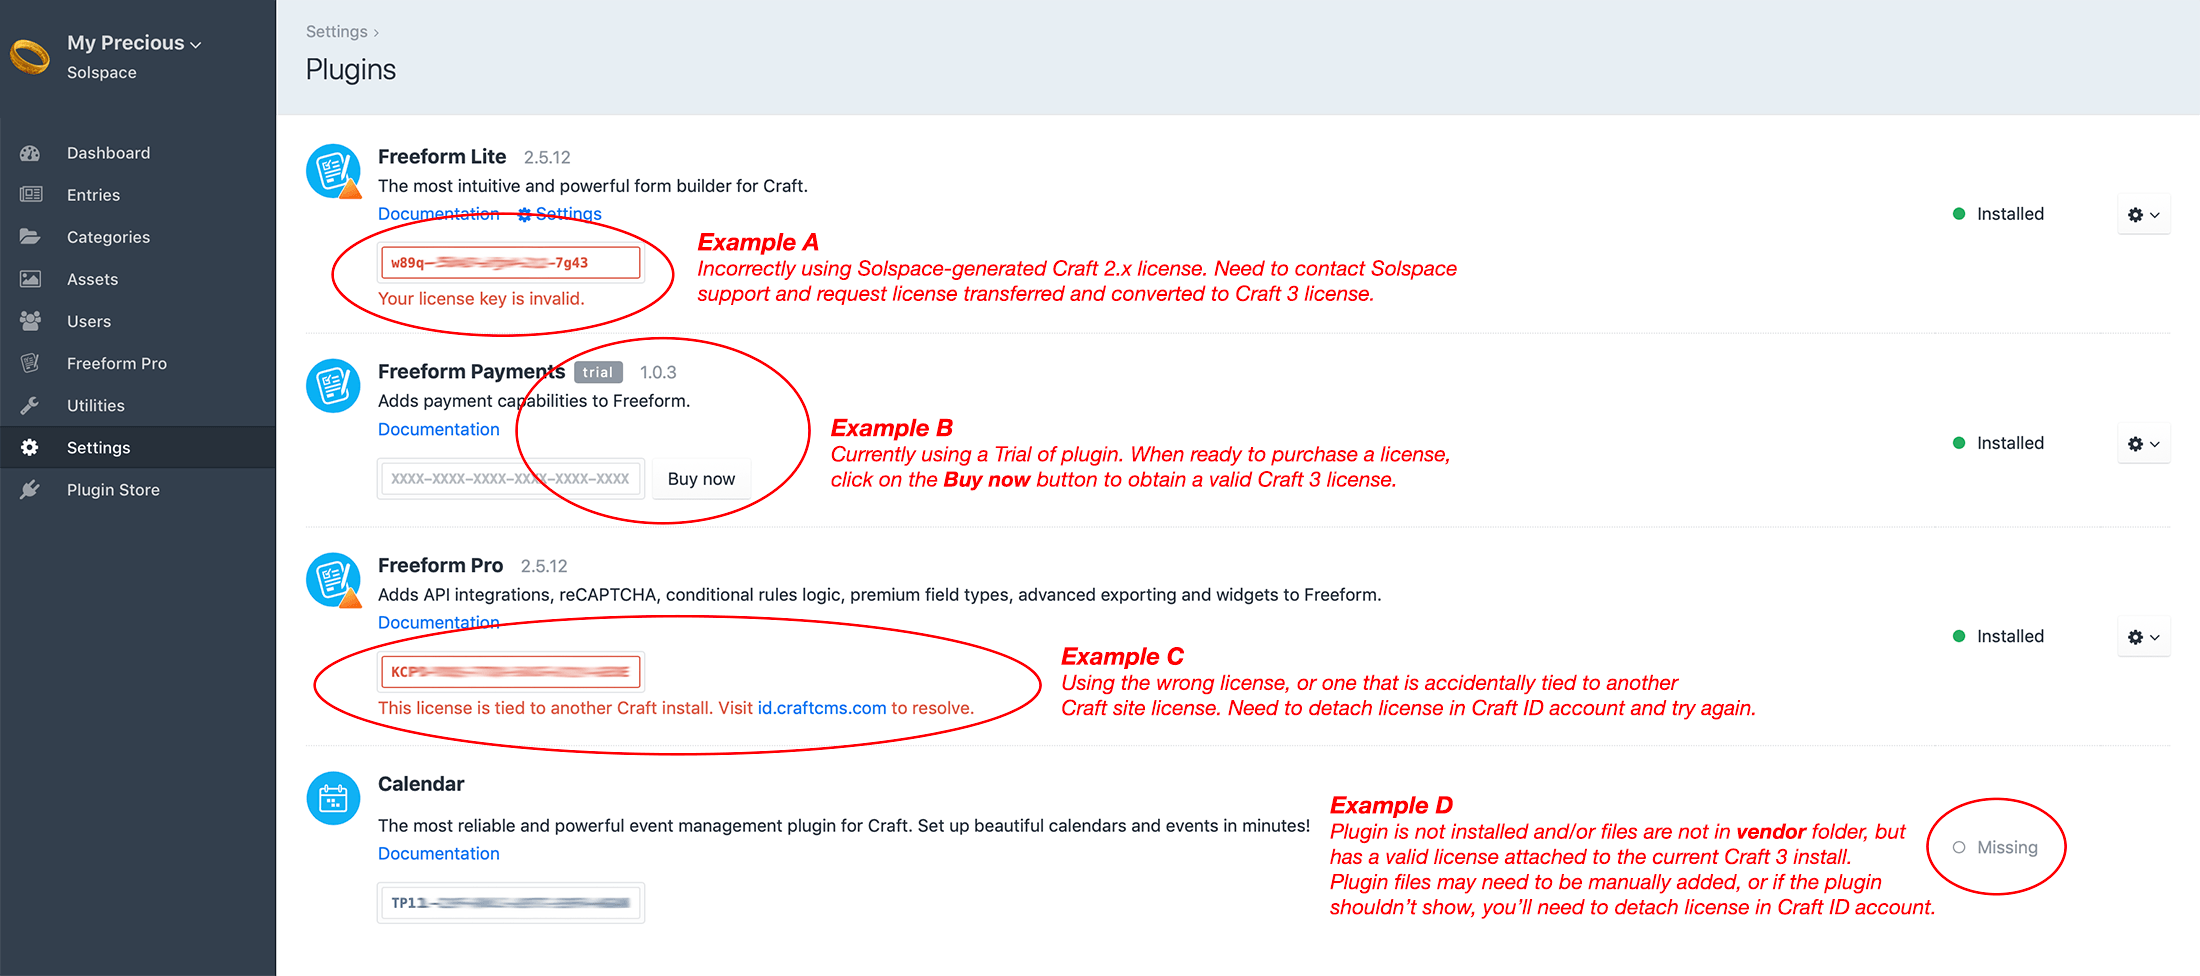 My Precious
Solspace
Dashboard
Entries
Categories
Assets
Users
Freeform Pro
Utilities
Settings
Plugin Store
Settings ›
Plugins
Freeform Lite 2.5.12
The most intuitive and powerful form builder for Craft.
Documentation Settings
w89q- -7g43
Your license key is invalid.
Installed
Example A
Incorrectly using Solspace-generated Craft 2.x license. Need to contact Solspace
support and request license transferred and converted to Craft 3 license.
Freeform Payments trial 1.0.3
Adds payment capabilities to Freeform.
Documentation
XXXX-XXXX-XXXX-XXXX-XXXX-XXXX Buy now
Installed
Example B
Currently using a Trial of plugin. When ready to purchase a license,
click on the Buy now button to obtain a valid Craft 3 license.
Freeform Pro 2.5.12
Adds API integrations, reCAPTCHA, conditional rules logic, premium field types, advanced exporting and widgets to Freeform.
Documentation
KCP
This license is tied to another Craft install. Visit id.craftcms.com to resolve.
Installed
Example C
Using the wrong license, or one that is accidentally tied to another
Craft site license. Need to detach license in Craft ID account and try again.
Calendar
The most reliable and powerful event management plugin for Craft. Set up beautiful calendars and events in minutes!
Documentation
TP11-
Missing
Example D
Plugin is not installed and/or files are not in vendor folder, but
has a valid license attached to the current Craft 3 install.
Plugin files may need to be manually added, or if the plugin
shouldn't show, you'll need to detach license in Craft ID account.